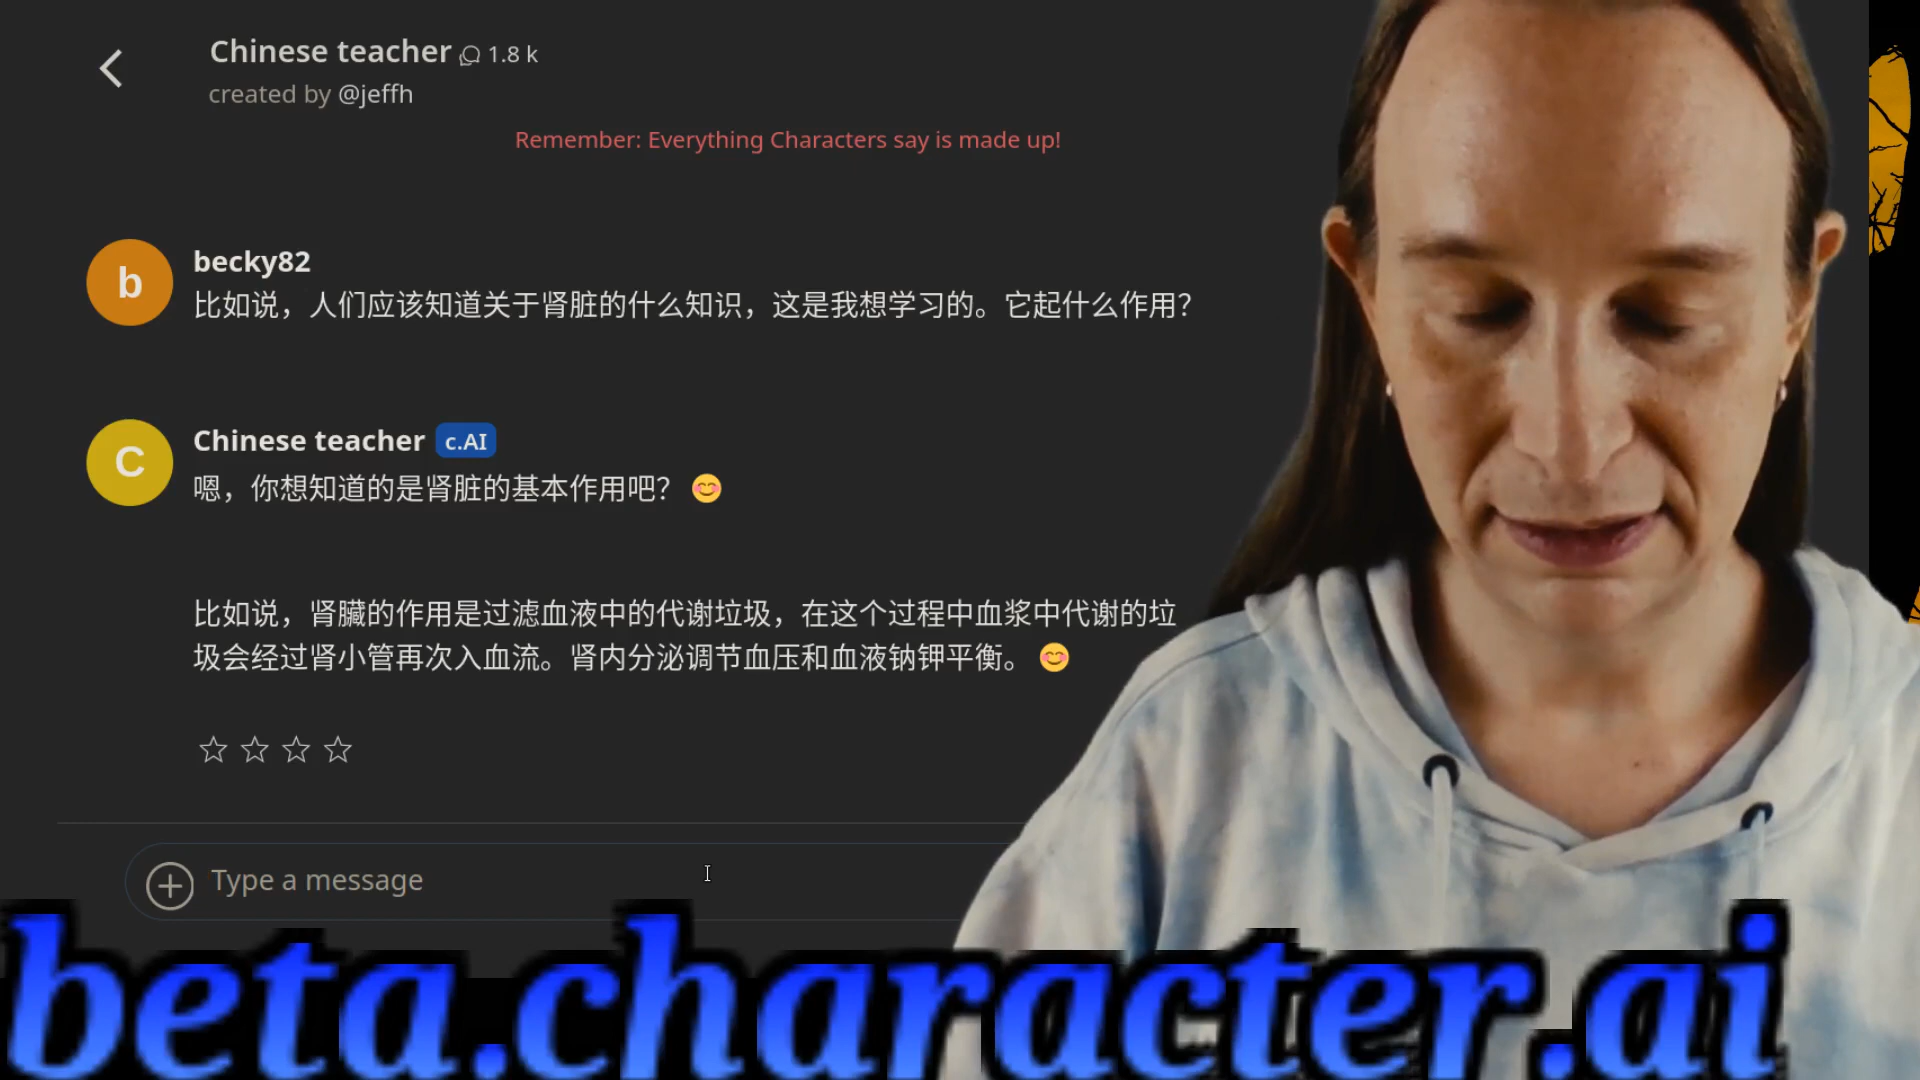 Chinese teacher 1.8 k
created by @jeffh
Remember: Everything Characters say is made up!
b
becky82
比如说，人们应该知道关于肾脏的什么知识，这是我想学习的。它起什么作用？
C
Chinese teacher c.AI
嗯，你想知道的是肾脏的基本作用吧？ 😊
比如说，肾臟的作用是过滤血液中的代谢垃圾，在这个过程中血浆中代谢的垃
圾会经过肾小管再次入血流。肾内分泌调节血压和血液钠钾平衡。 😊
Type a message
beta.character.ai